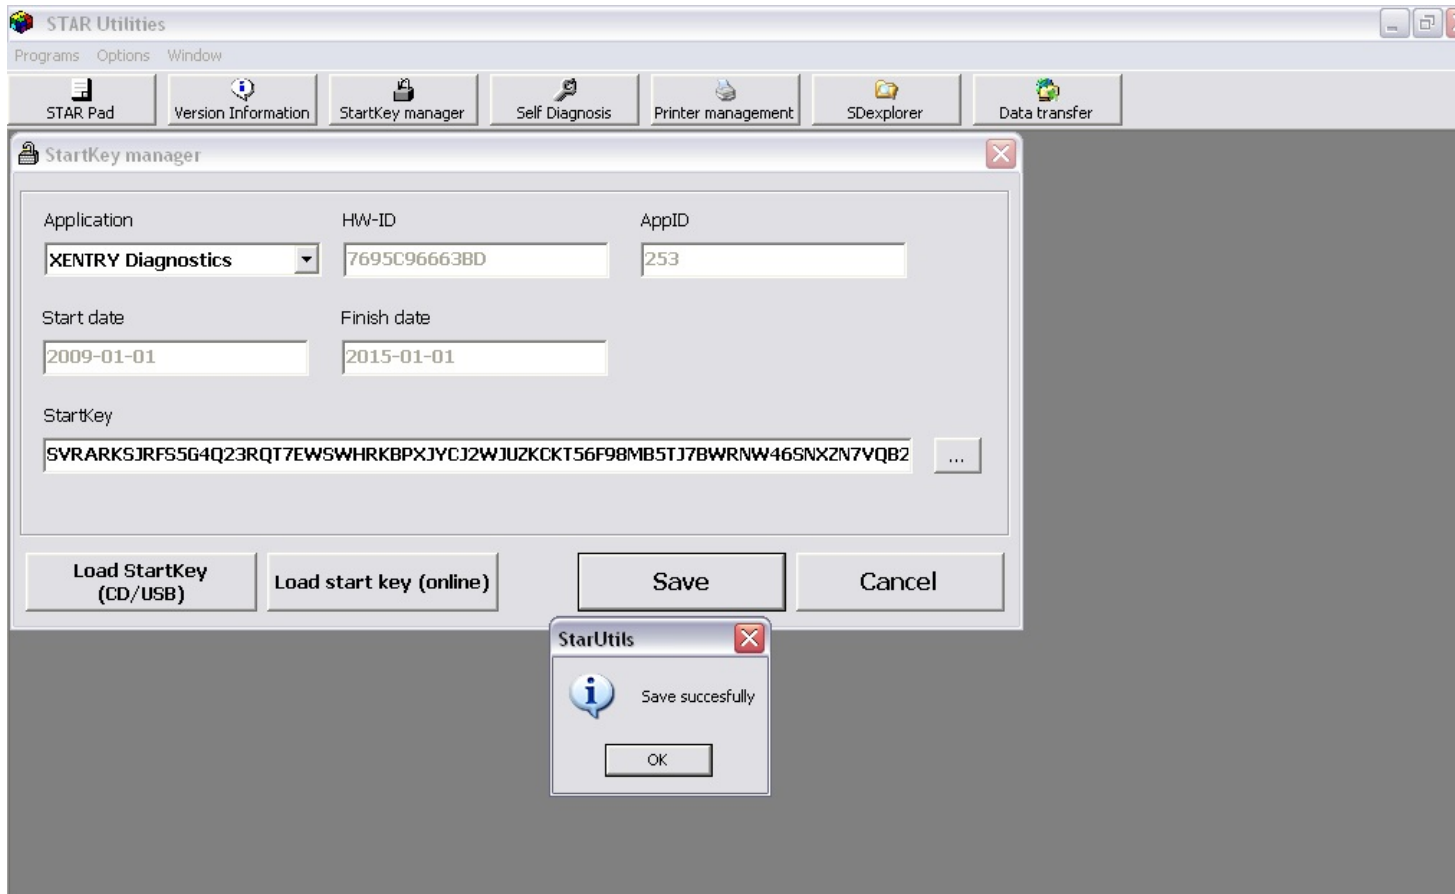 STAR Utilities
Programs Options Window
STAR Pad
Version Information
StartKey manager
Self Diagnosis
Printer management
SDexplorer
Data transfer
StartKey manager
Application HW-ID AppID
XENTRY Diagnostics 7695C96663BD 253
Start date Finish date
2009-01-01 2015-01-01
StartKey
SVRARKSJRFS5G4Q23RQT7EWSWHRKBPXJYCJ2WJUZKCKT56F98MB5TJ7BWRNW46SNXZN7VQB2
...
Load StartKey
(CD/USB)
Load start key (online)
Save
Cancel
StarUtils
Save succesfully
OK